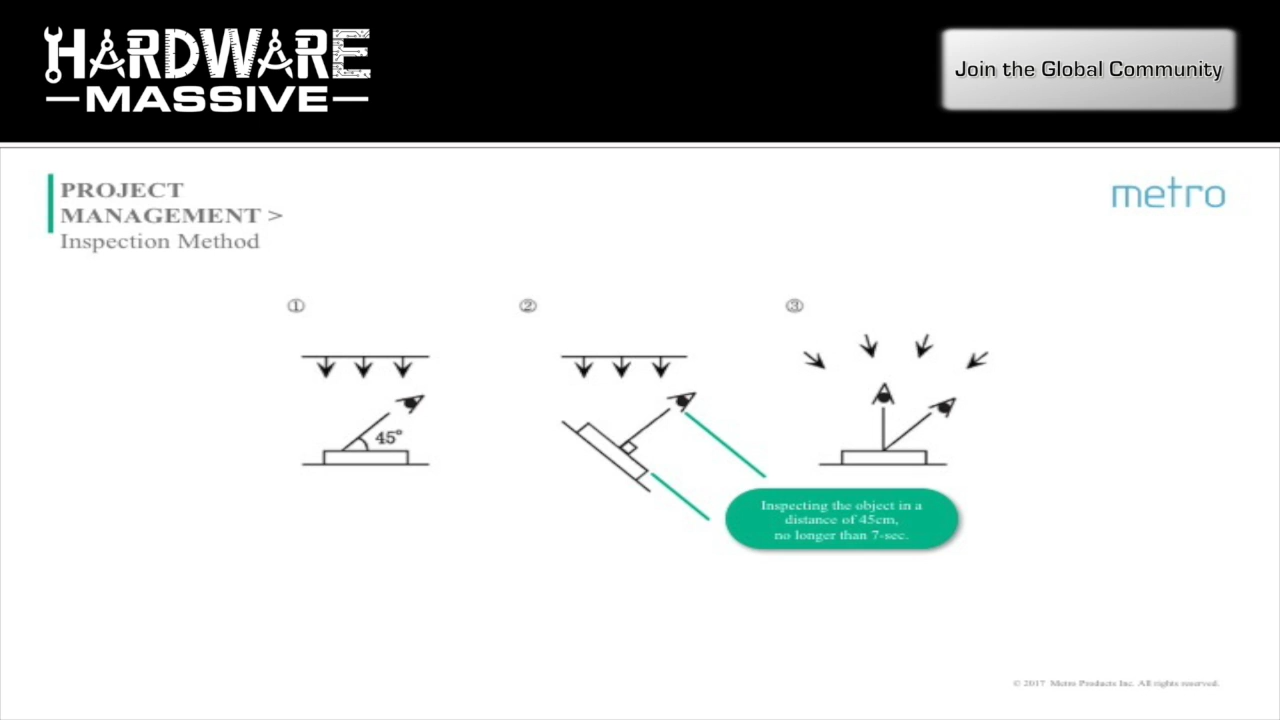 HARDWARE
MASSIVE
Join the Global Community
PROJECT
MANAGEMENT >
Inspection Method
metro
① ② ③
45°
Inspecting the object in a
distance of 45cm,
no longer than 7-sec.
© 2017 Metro Products Inc. All rights reserved.